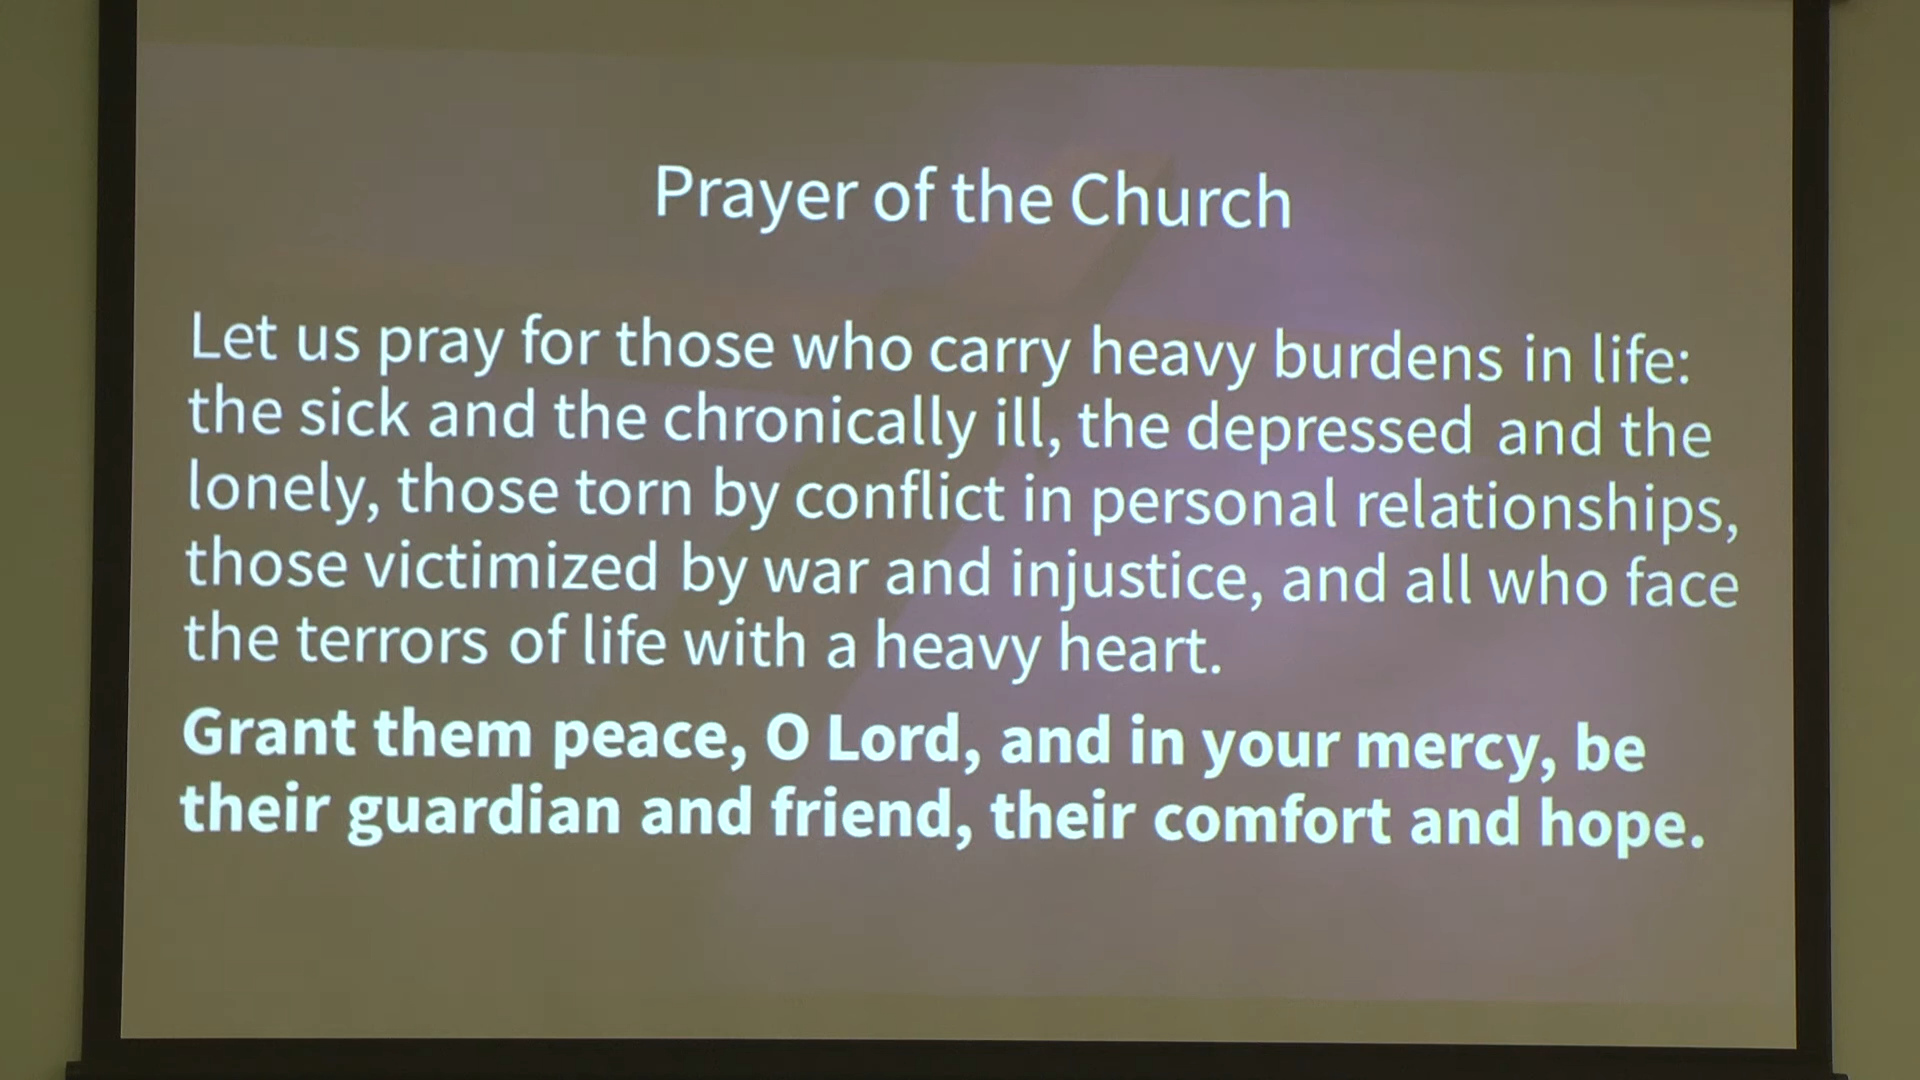 Prayer of the Church
Let us pray for those who carry heavy burdens in life:
the sick and the chronically ill, the depressed and the
lonely, those torn by conflict in personal relationships,
those victimized by war and injustice, and all who face
the terrors of life with a heavy heart.
Grant them peace, O Lord, and in your mercy, be
their guardian and friend, their comfort and hope.